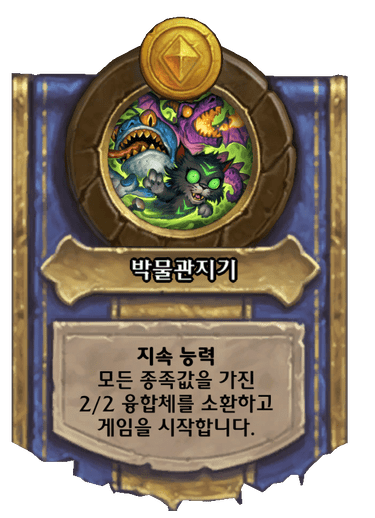 박물관지기
지속 능력
모든 종족값을 가진
2/2 융합체를 소환하고
게임을 시작합니다.